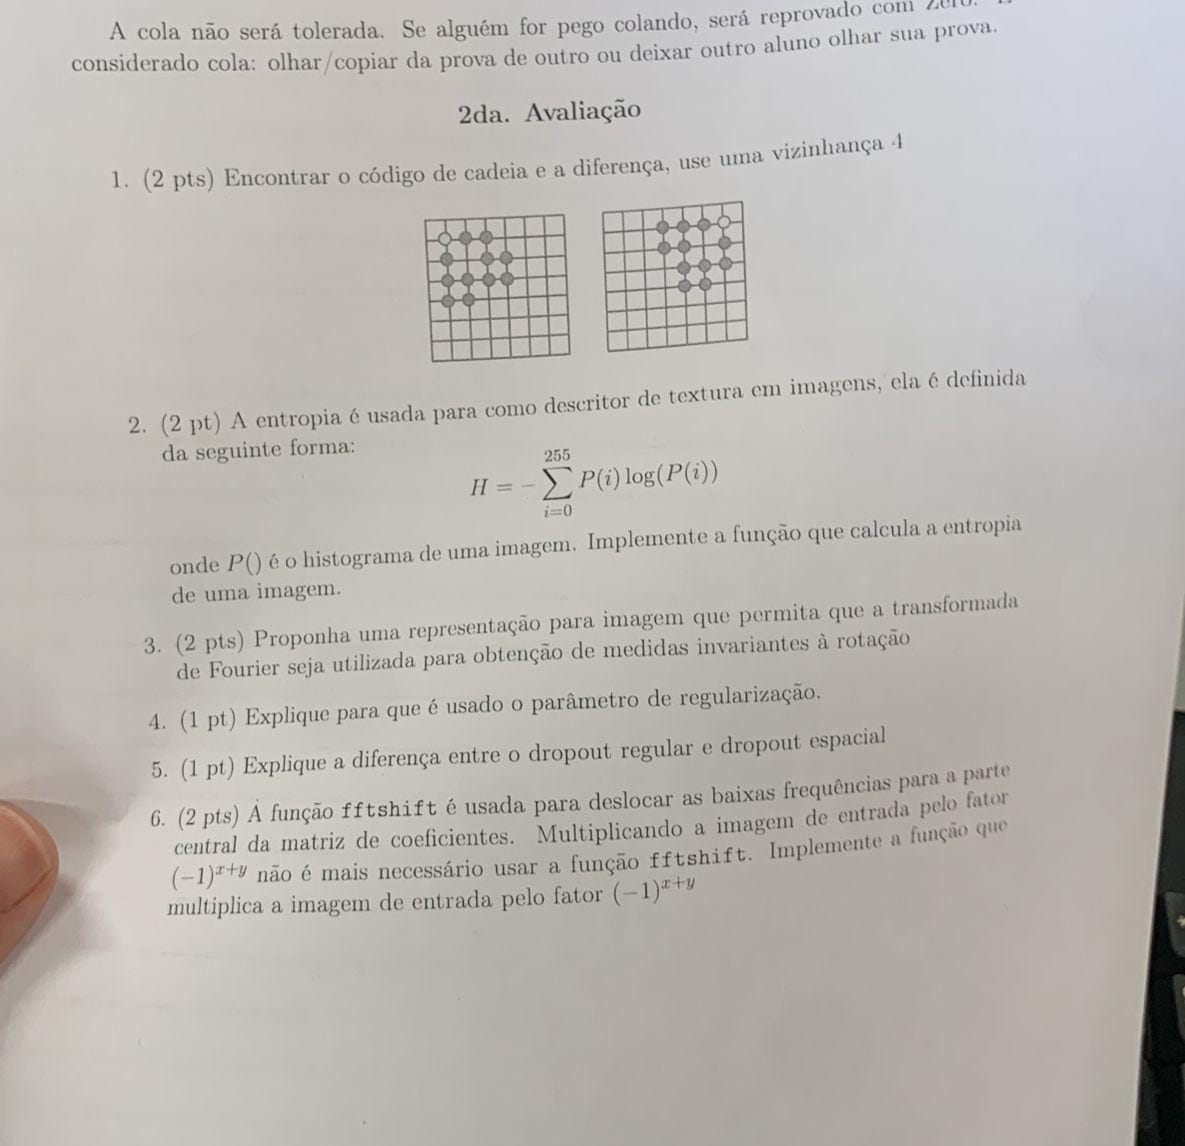 A cola não será tolerada. Se alguém for pego colando, será reprovado com Zero.
considerado cola: olhar/copiar da prova de outro ou deixar outro aluno olhar sua prova.
2da. Avaliação
1. (2 pts) Encontrar o código de cadeia e a diferença, use uma vizinhança 4
2. (2 pt) A entropia é usada para como descritor de textura em imagens, ela é definida
da seguinte forma:
H = − ∑_{i=0}^{255} P(i) log(P(i))
onde P() é o histograma de uma imagem. Implemente a função que calcula a entropia
de uma imagem.
3. (2 pts) Proponha uma representação para imagem que permita que a transformada
de Fourier seja utilizada para obtenção de medidas invariantes à rotação
4. (1 pt) Explique para que é usado o parâmetro de regularização.
5. (1 pt) Explique a diferença entre o dropout regular e dropout espacial
6. (2 pts) A função fftshift é usada para deslocar as baixas frequências para a parte
central da matriz de coeficientes. Multiplicando a imagem de entrada pelo fator
(−1)^{x+y} não é mais necessário usar a função fftshift. Implemente a função que
multiplica a imagem de entrada pelo fator (−1)^{x+y}